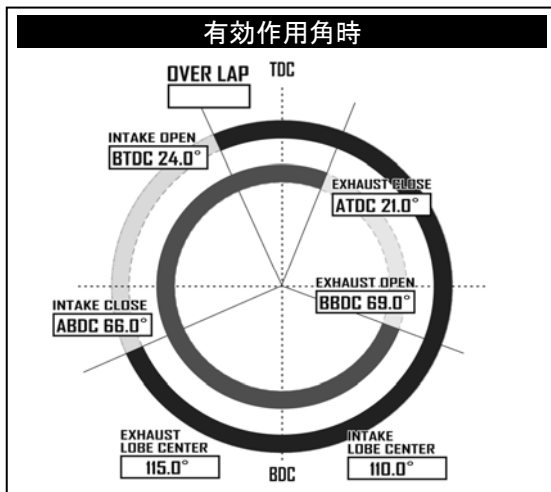 有効作用角時
OVER LAP
TDC
INTAKE OPEN
BTDC 24.0°
EXHAUST CLOSE
ATDC 21.0°
EXHAUST OPEN
BBDC 69.0°
INTAKE CLOSE
ABDC 66.0°
EXHAUST
LOBE CENTER
115.0°
BDC
INTAKE
LOBE CENTER
110.0°